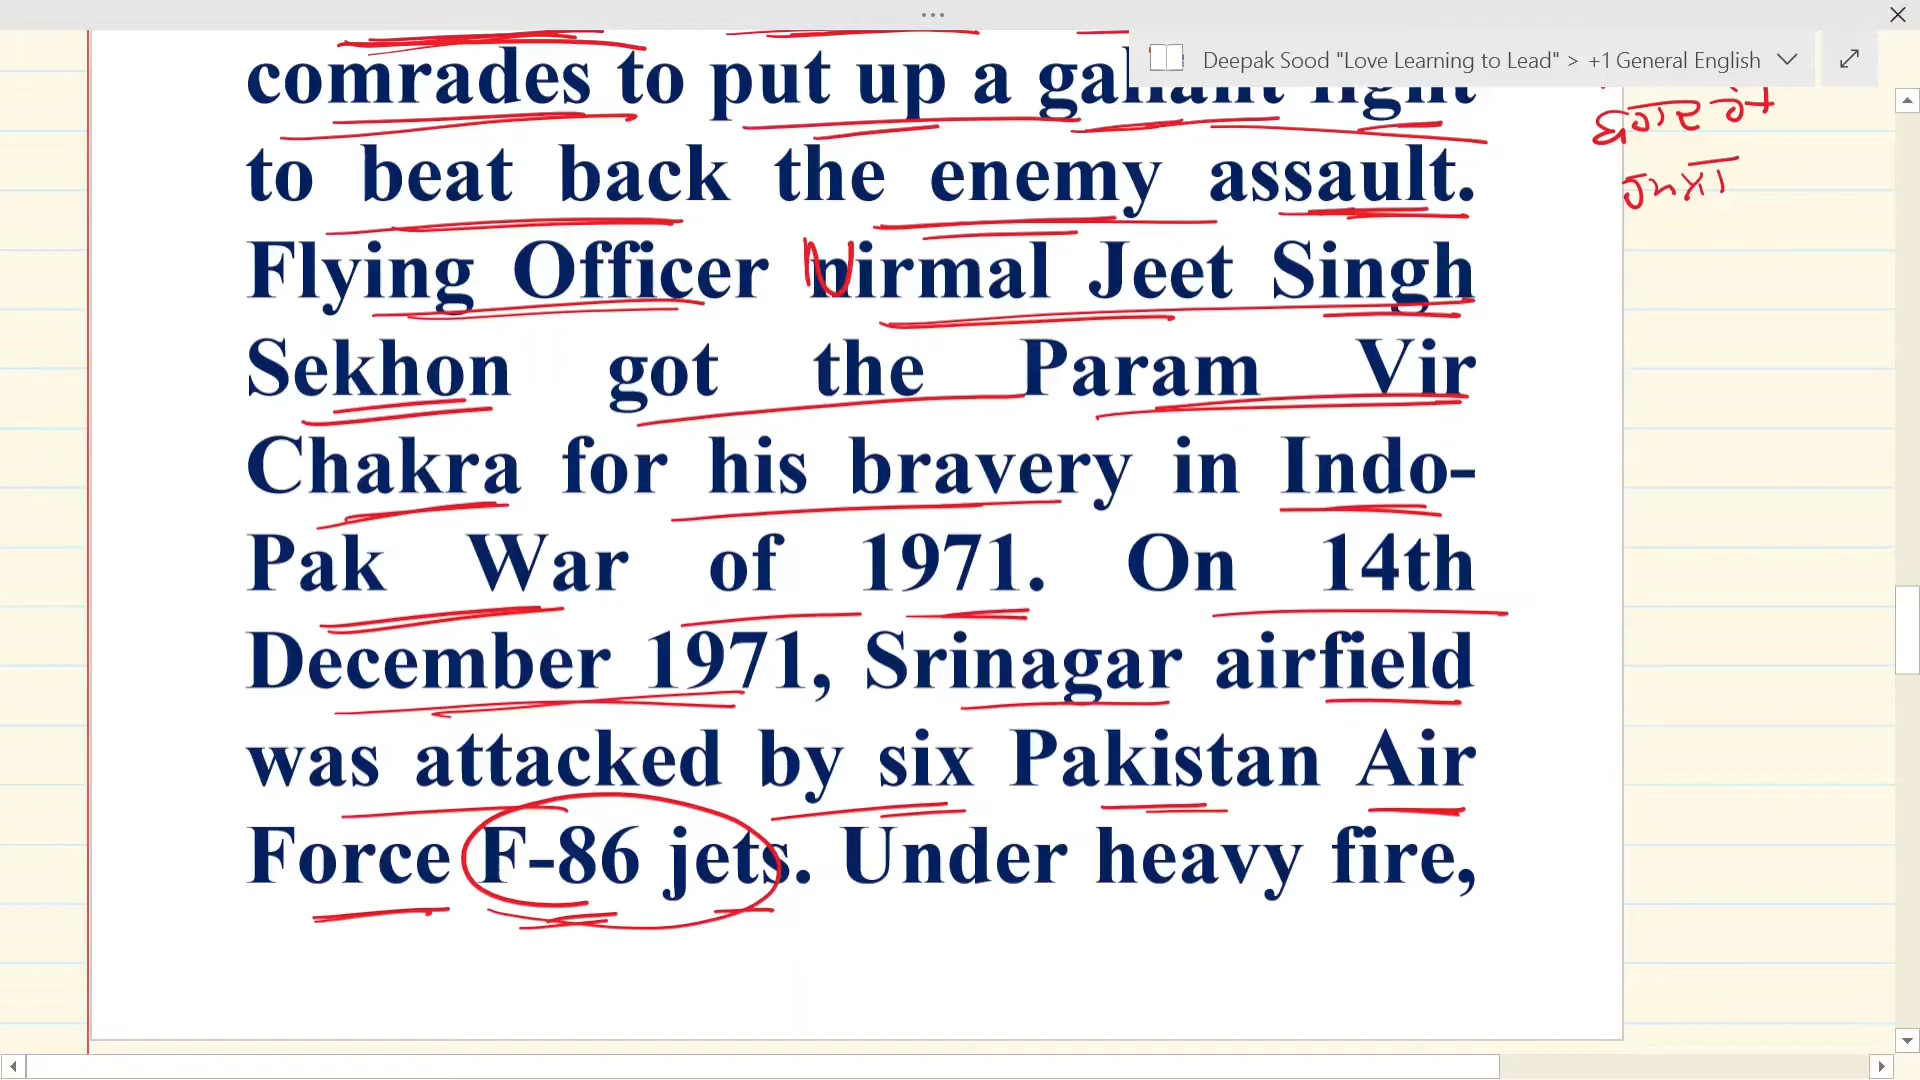 Deepak Sood "Love Learning to Lead" > +1 General English
comrades to put up a gallant fight
to beat back the enemy assault.
Flying Officer Nirmal Jeet Singh
Sekhon got the Param Vir
Chakra for his bravery in Indo-
Pak War of 1971. On 14th
December 1971, Srinagar airfield
was attacked by six Pakistan Air
Force F-86 jets. Under heavy fire,